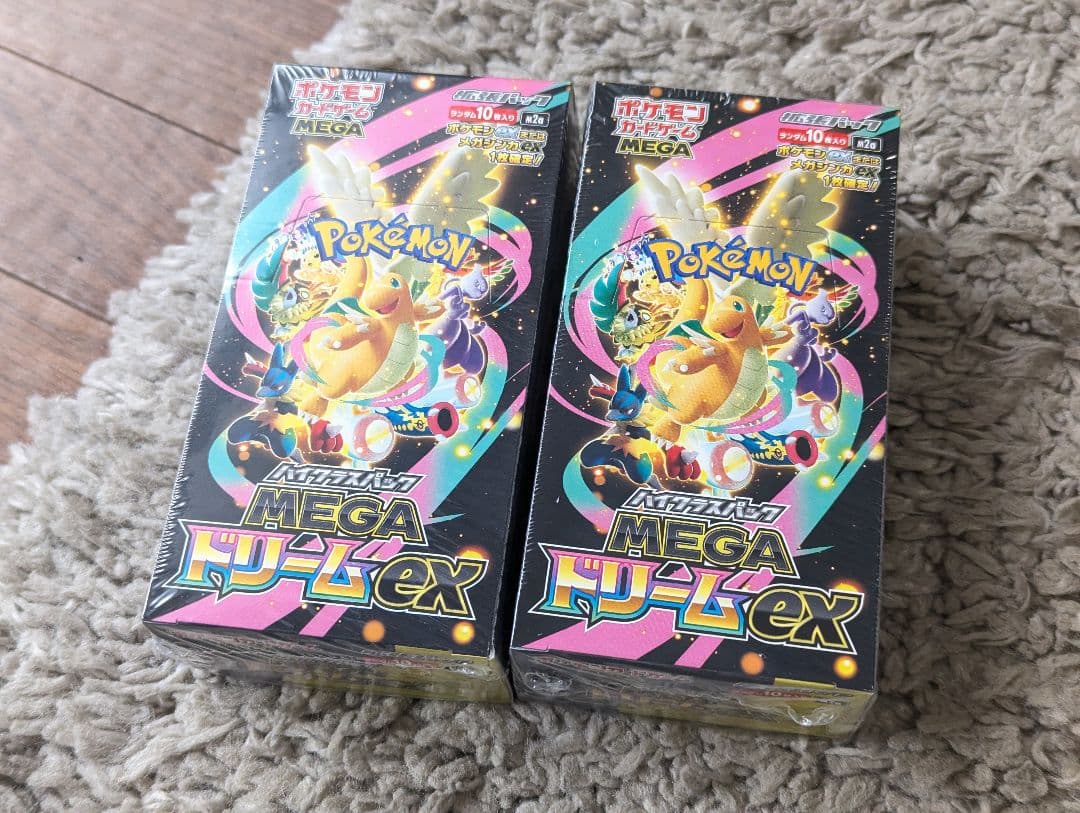 ポケモン
カードゲーム
MEGA
拡張パック
ランダム10枚入り M2a
ポケモンexまたは
メガシンカex
1枚確定!
POKéMON
ハイクラスパック
MEGA
ドリームex
ポケモン
カードゲーム
MEGA
拡張パック
ランダム10枚入り M2a
ポケモンexまたは
メガシンカex
1枚確定!
POKéMON
ハイクラスパック
MEGA
ドリームex